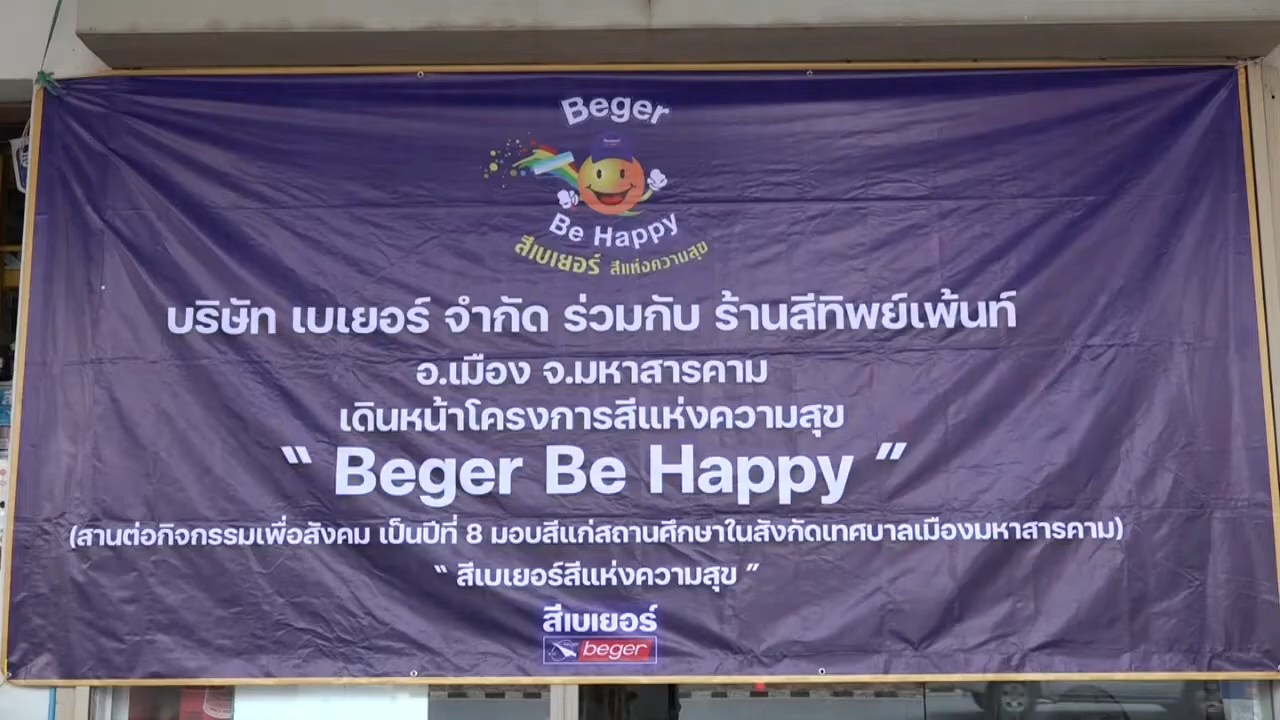 Beger
Be Happy
สีเบเยอร์ สีแห่งความสุข
บริษัท เบเยอร์ จำกัด ร่วมกับ ร้านสีทิพย์เพ้นท์
อ.เมือง จ.มหาสารคาม
เดินหน้าโครงการสีแห่งความสุข
“ Beger Be Happy ”
(สานต่อกิจกรรมเพื่อสังคม เป็นปีที่ 8 มอบสีแก่สถานศึกษาในสังกัดเทศบาลเมืองมหาสารคาม)
“ สีเบเยอร์สีแห่งความสุข ”
สีเบเยอร์
beger